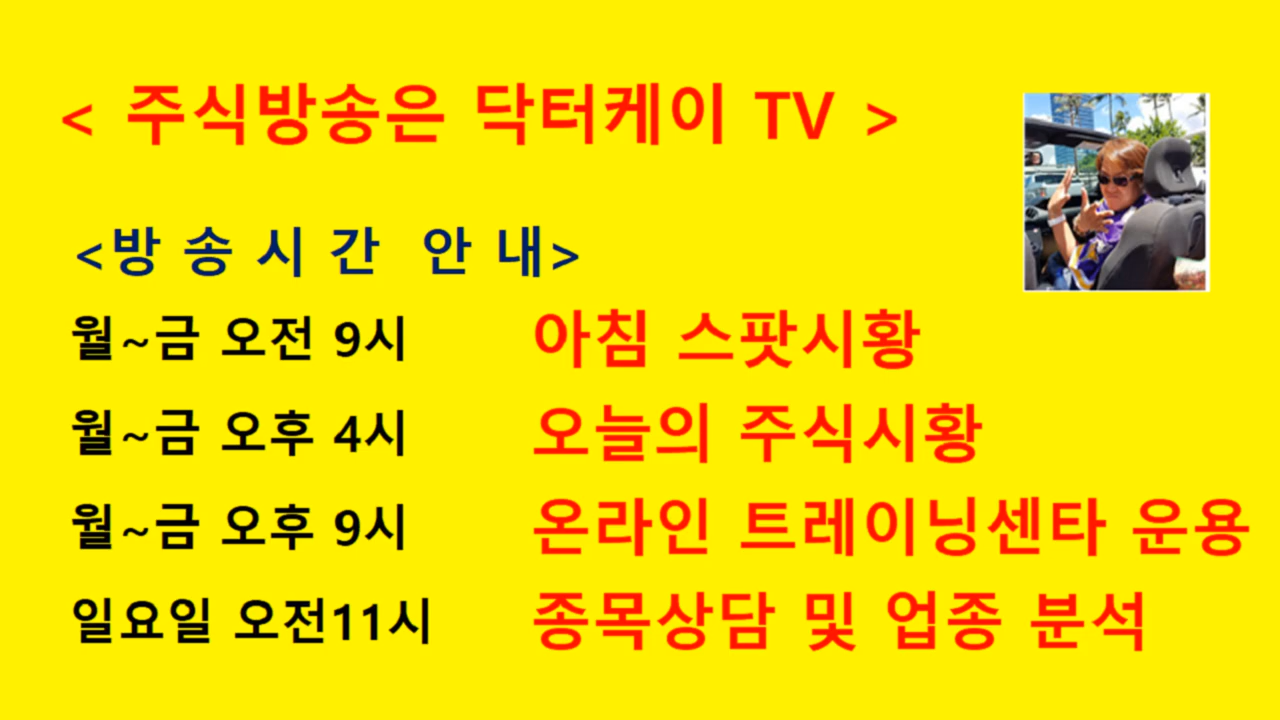 < 주식방송은 닥터케이 TV >
<방 송 시 간 안 내>
월~금 오전 9시 아침 스팟시황
월~금 오후 4시 오늘의 주식시황
월~금 오후 9시 온라인 트레이닝센타 운용
일요일 오전11시 종목상담 및 업종 분석